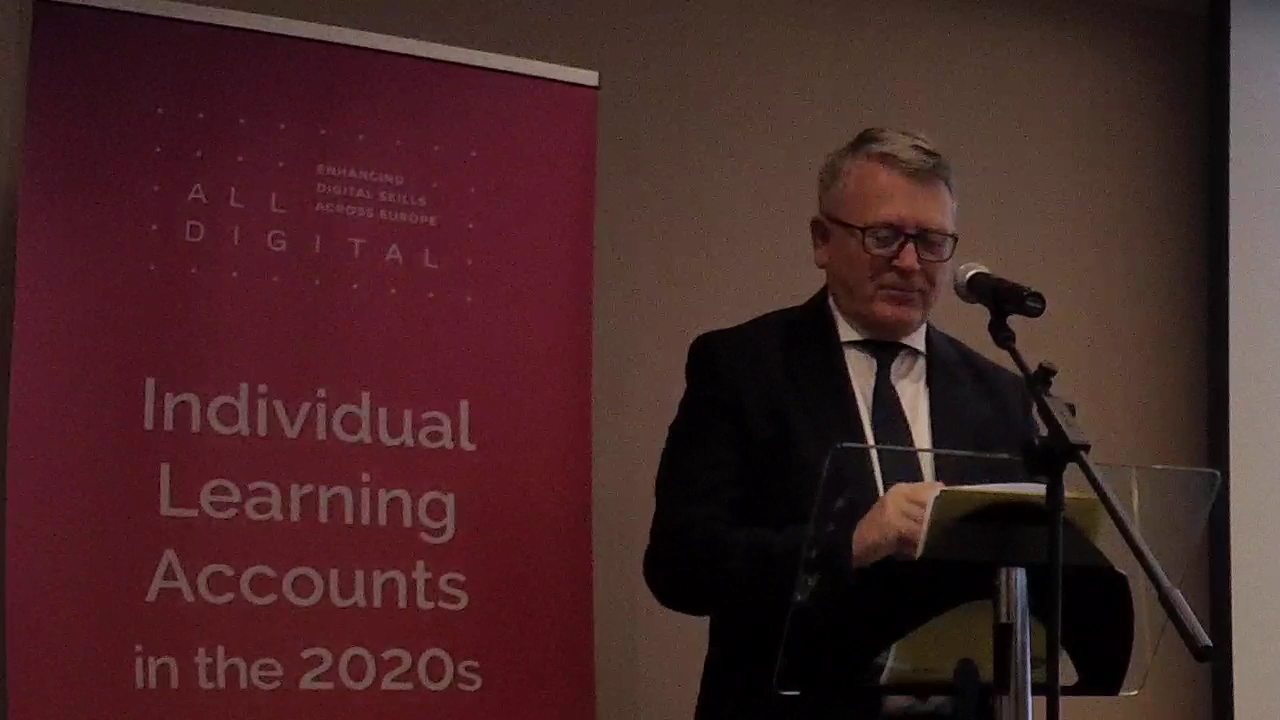 ALL
DIGITAL
ENHANCING
DIGITAL SKILLS
ACROSS EUROPE
Individual
Learning
Accounts
in the 2020s